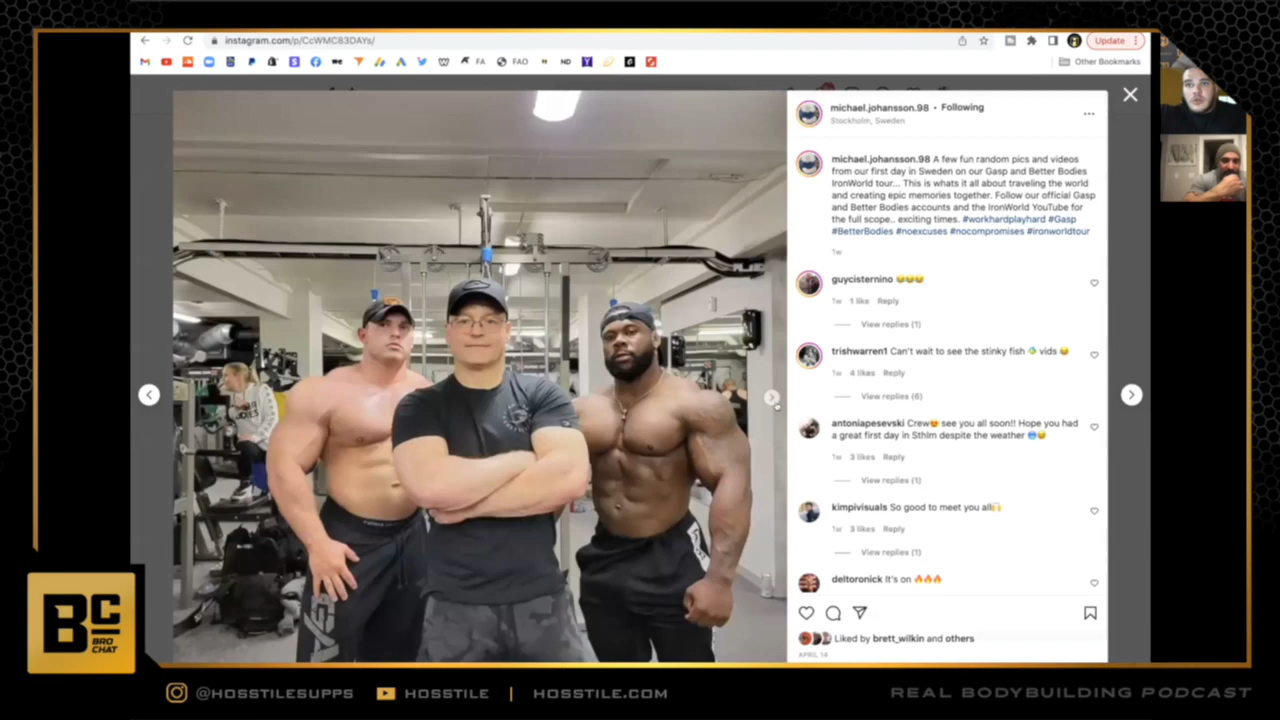 instagram.com/p/CcWMC83DAYs/
Update
FA
FAO
ND
Other Bookmarks
michael.johansson.98 • Following
Stockholm, Sweden
michael.johansson.98 A few fun random pics and videos
from our first day in Sweden on our Gasp and Better Bodies
IronWorld tour... This is whats it all about traveling the world
and creating epic memories together. Follow our official Gasp
and Better Bodies accounts and the IronWorld YouTube for
the full scope.. exciting times. #workhardplayhard #Gasp
#BetterBodies #noexcuses #nocompromises #ironworldtour
1w
guycisternino 😂😂😂
1w 1 like Reply
View replies (1)
trishwarren1 Can't wait to see the stinky fish vids
1w 4 likes Reply
View replies (6)
antoniapesevski Crew😍 see you all soon!! Hope you had
a great first day in Sthlm despite the weather
1w 3 likes Reply
View replies (1)
kimpivisuals So good to meet you all🙌
1w 3 likes Reply
View replies (1)
deltoronick It's on 🔥🔥🔥
Liked by brett_wilkin and others
APRIL 14
BC
BRO
CHAT
@HOSSTILESUPPS HOSSTILE | HOSSTILE.COM
REAL BODYBUILDING PODCAST